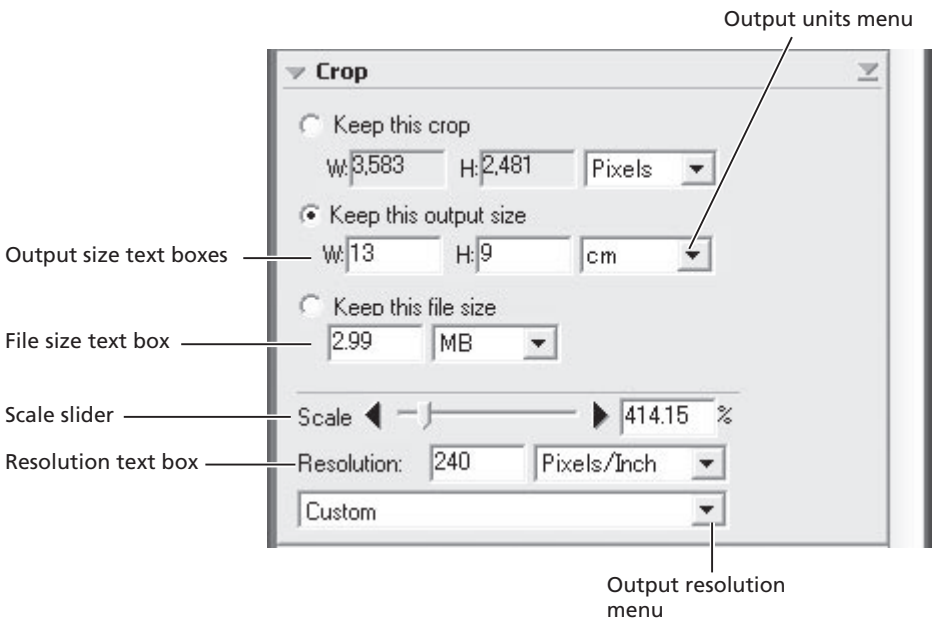 Output units menu
Crop
Keep this crop
W: 3,583 H: 2,481 Pixels
Keep this output size
Output size text boxes
W: 13 H: 9 cm
Keep this file size
File size text box
2.99 MB
Scale slider
Scale 414.15 %
Resolution text box
Resolution: 240 Pixels/Inch
Custom
Output resolution
menu